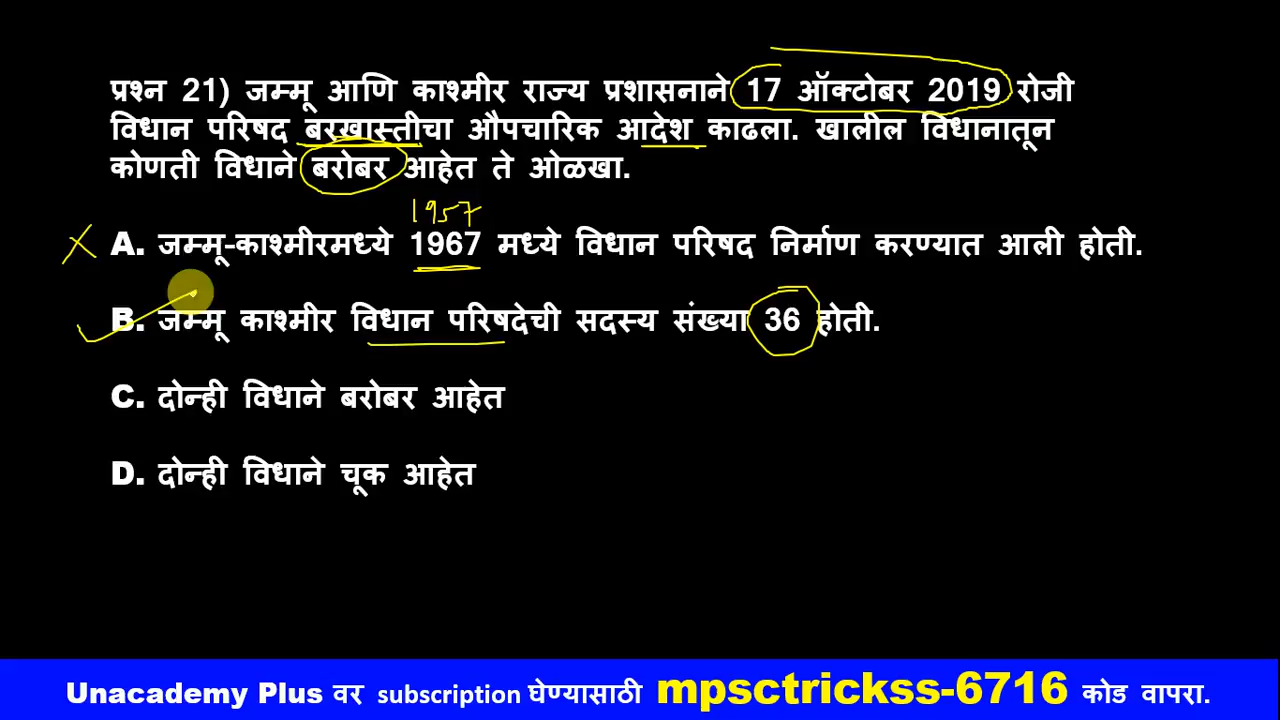 प्रश्न 21) जम्मू आणि काश्मीर राज्य प्रशासनाने 17 ऑक्टोबर 2019 रोजी
विधान परिषद बरखास्तीचा औपचारिक आदेश काढला. खालील विधानातून
कोणती विधाने बरोबर आहेत ते ओळखा.
1957
A. जम्मू-काश्मीरमध्ये 1967 मध्ये विधान परिषद निर्माण करण्यात आली होती.
B. जम्मू काश्मीर विधान परिषदेची सदस्य संख्या 36 होती.
C. दोन्ही विधाने बरोबर आहेत
D. दोन्ही विधाने चूक आहेत
Unacademy Plus वर subscription घेण्यासाठी mpsctrickss-6716 कोड वापरा.